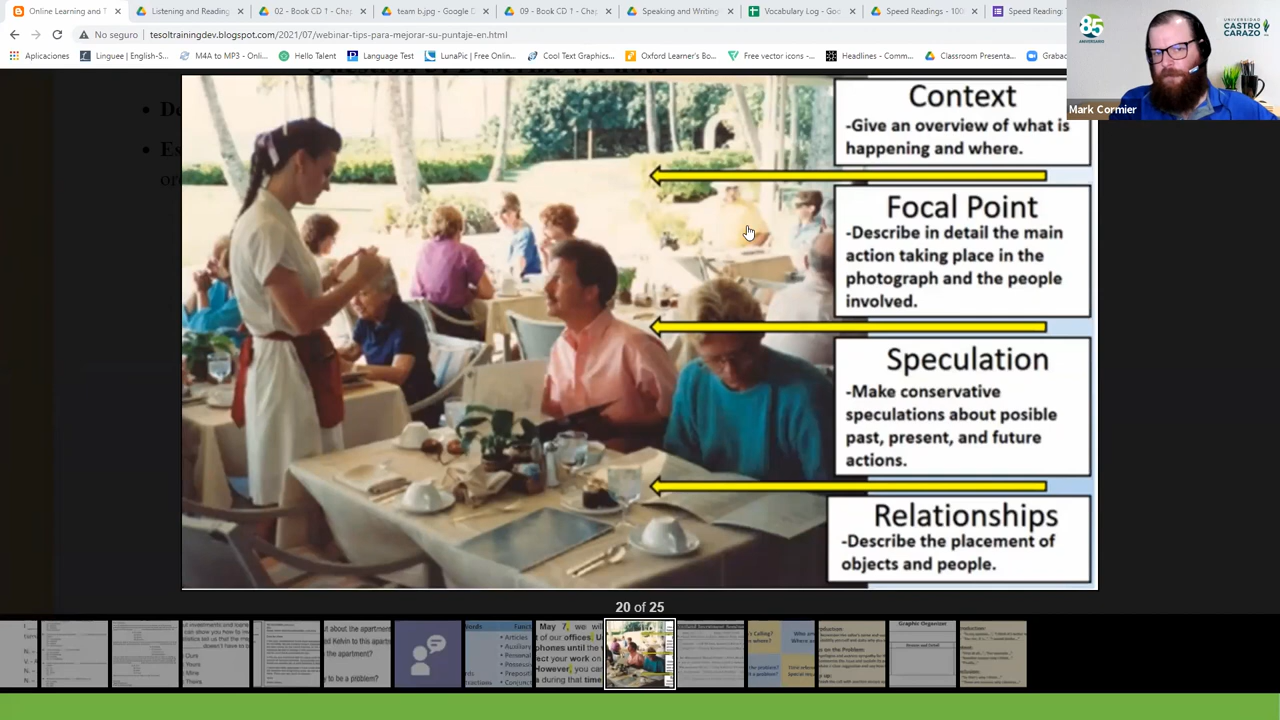 Online Learning and T
Listening and Reading
02 - Book CD 1 - Cha
team b.jpg - Google D
09 - Book CD 1 - Cha
Speaking and Writing
Vocabulary Log - Goo
Speed Readings - 100
Speed Reading
No seguro
tesoltrainingdev.blogspot.com/2021/07/webinar-tips-para-mejorar-su-puntaje-en.html
Aplicaciones
Linguee | English-S...
M4A to MP3 - Onli...
Hello Talent
Language Test
LunaPic | Free Onlin...
Cool Text Graphics...
Oxford Learner's Bo...
Free vector icons -...
Headlines - Comm...
Classroom Presenta...
Grabac
85
ANIVERSARIO
UNIVERSIDAD
CASTRO
CARAZO
Mark Cormier
Context
-Give an overview of what is
happening and where.
Focal Point
-Describe in detail the main
action taking place in the
photograph and the people
involved.
Speculation
-Make conservative
speculations about posible
past, present, and future
actions.
Relationships
-Describe the placement of
objects and people.
20 of 25